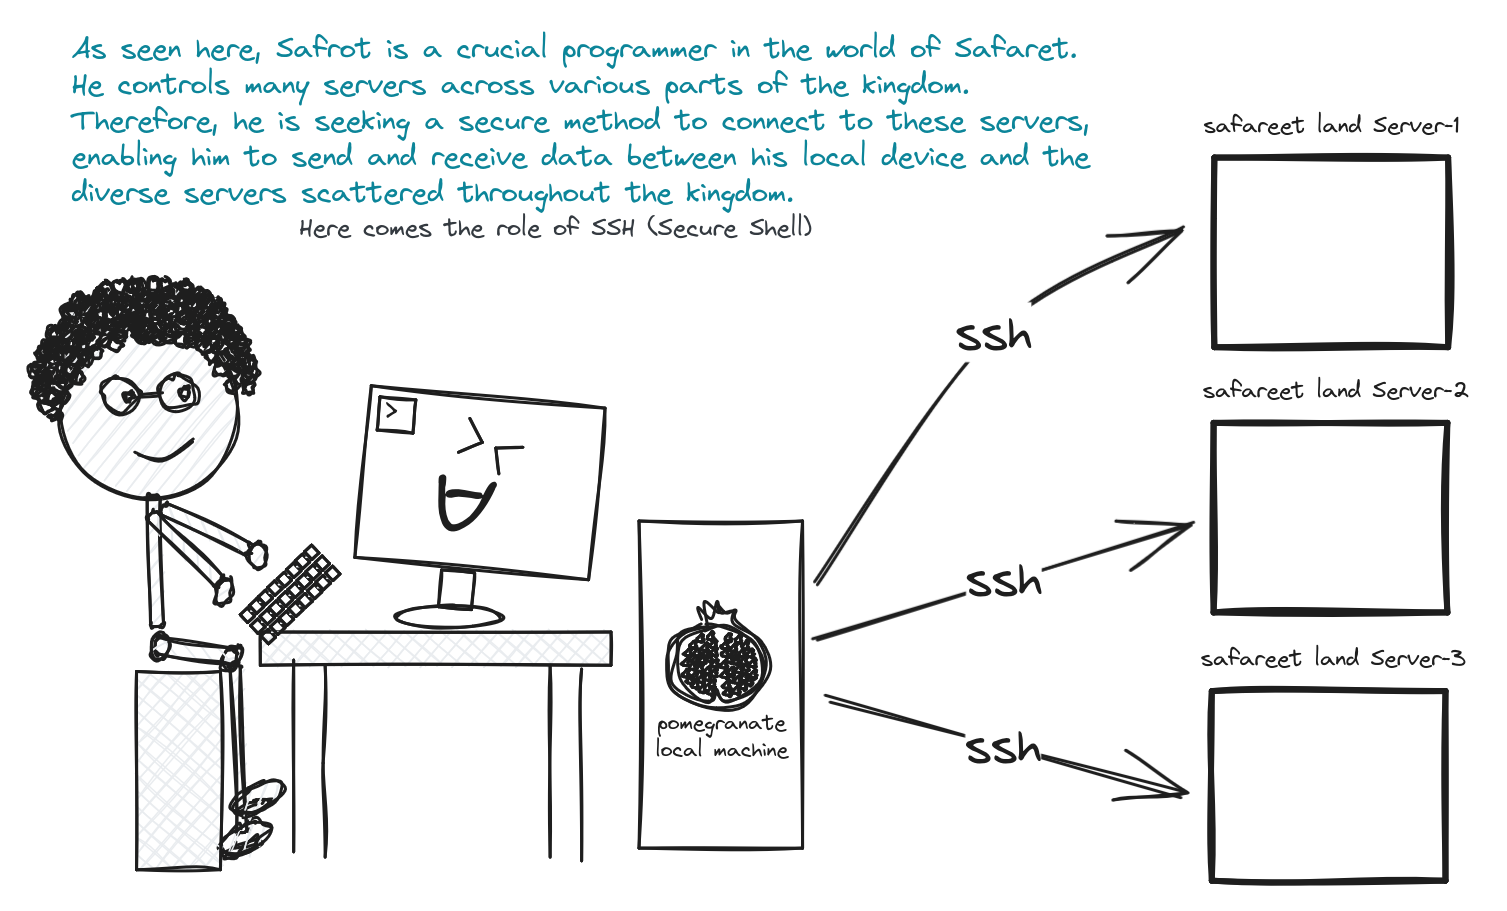 As seen here, Safrot is a crucial programmer in the world of Safaret.
He controls many servers across various parts of the kingdom.
Therefore, he is seeking a secure method to connect to these servers,
enabling him to send and receive data between his local device and the
diverse servers scattered throughout the kingdom.
Here comes the role of SSH (Secure Shell)
safareet land Server-1
ssh
safareet land Server-2
>
ssh
safareet land Server-3
pomegranate
local machine
ssh